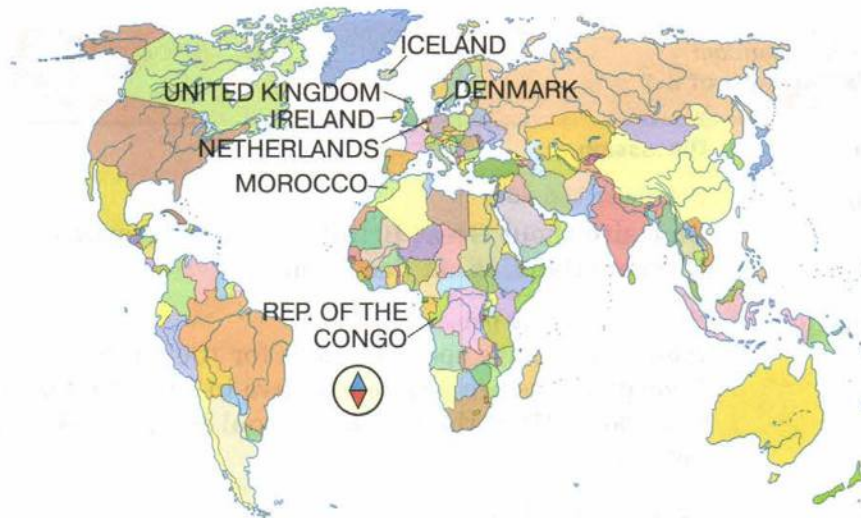 ICELAND
UNITED KINGDOM
DENMARK
IRELAND
NETHERLANDS
MOROCCO
REP. OF THE
CONGO